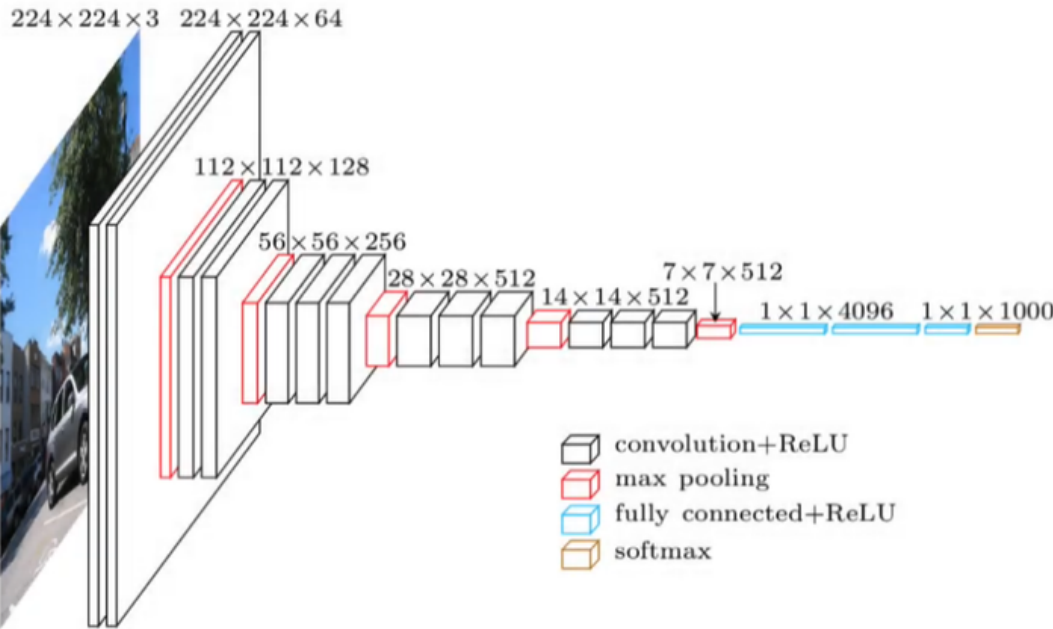 224×224×3
224×224×64
112×112×128
56×56×256
28×28×512
14×14×512
7×7×512
1×1×4096
1×1×1000
convolution+ReLU
max pooling
fully connected+ReLU
softmax